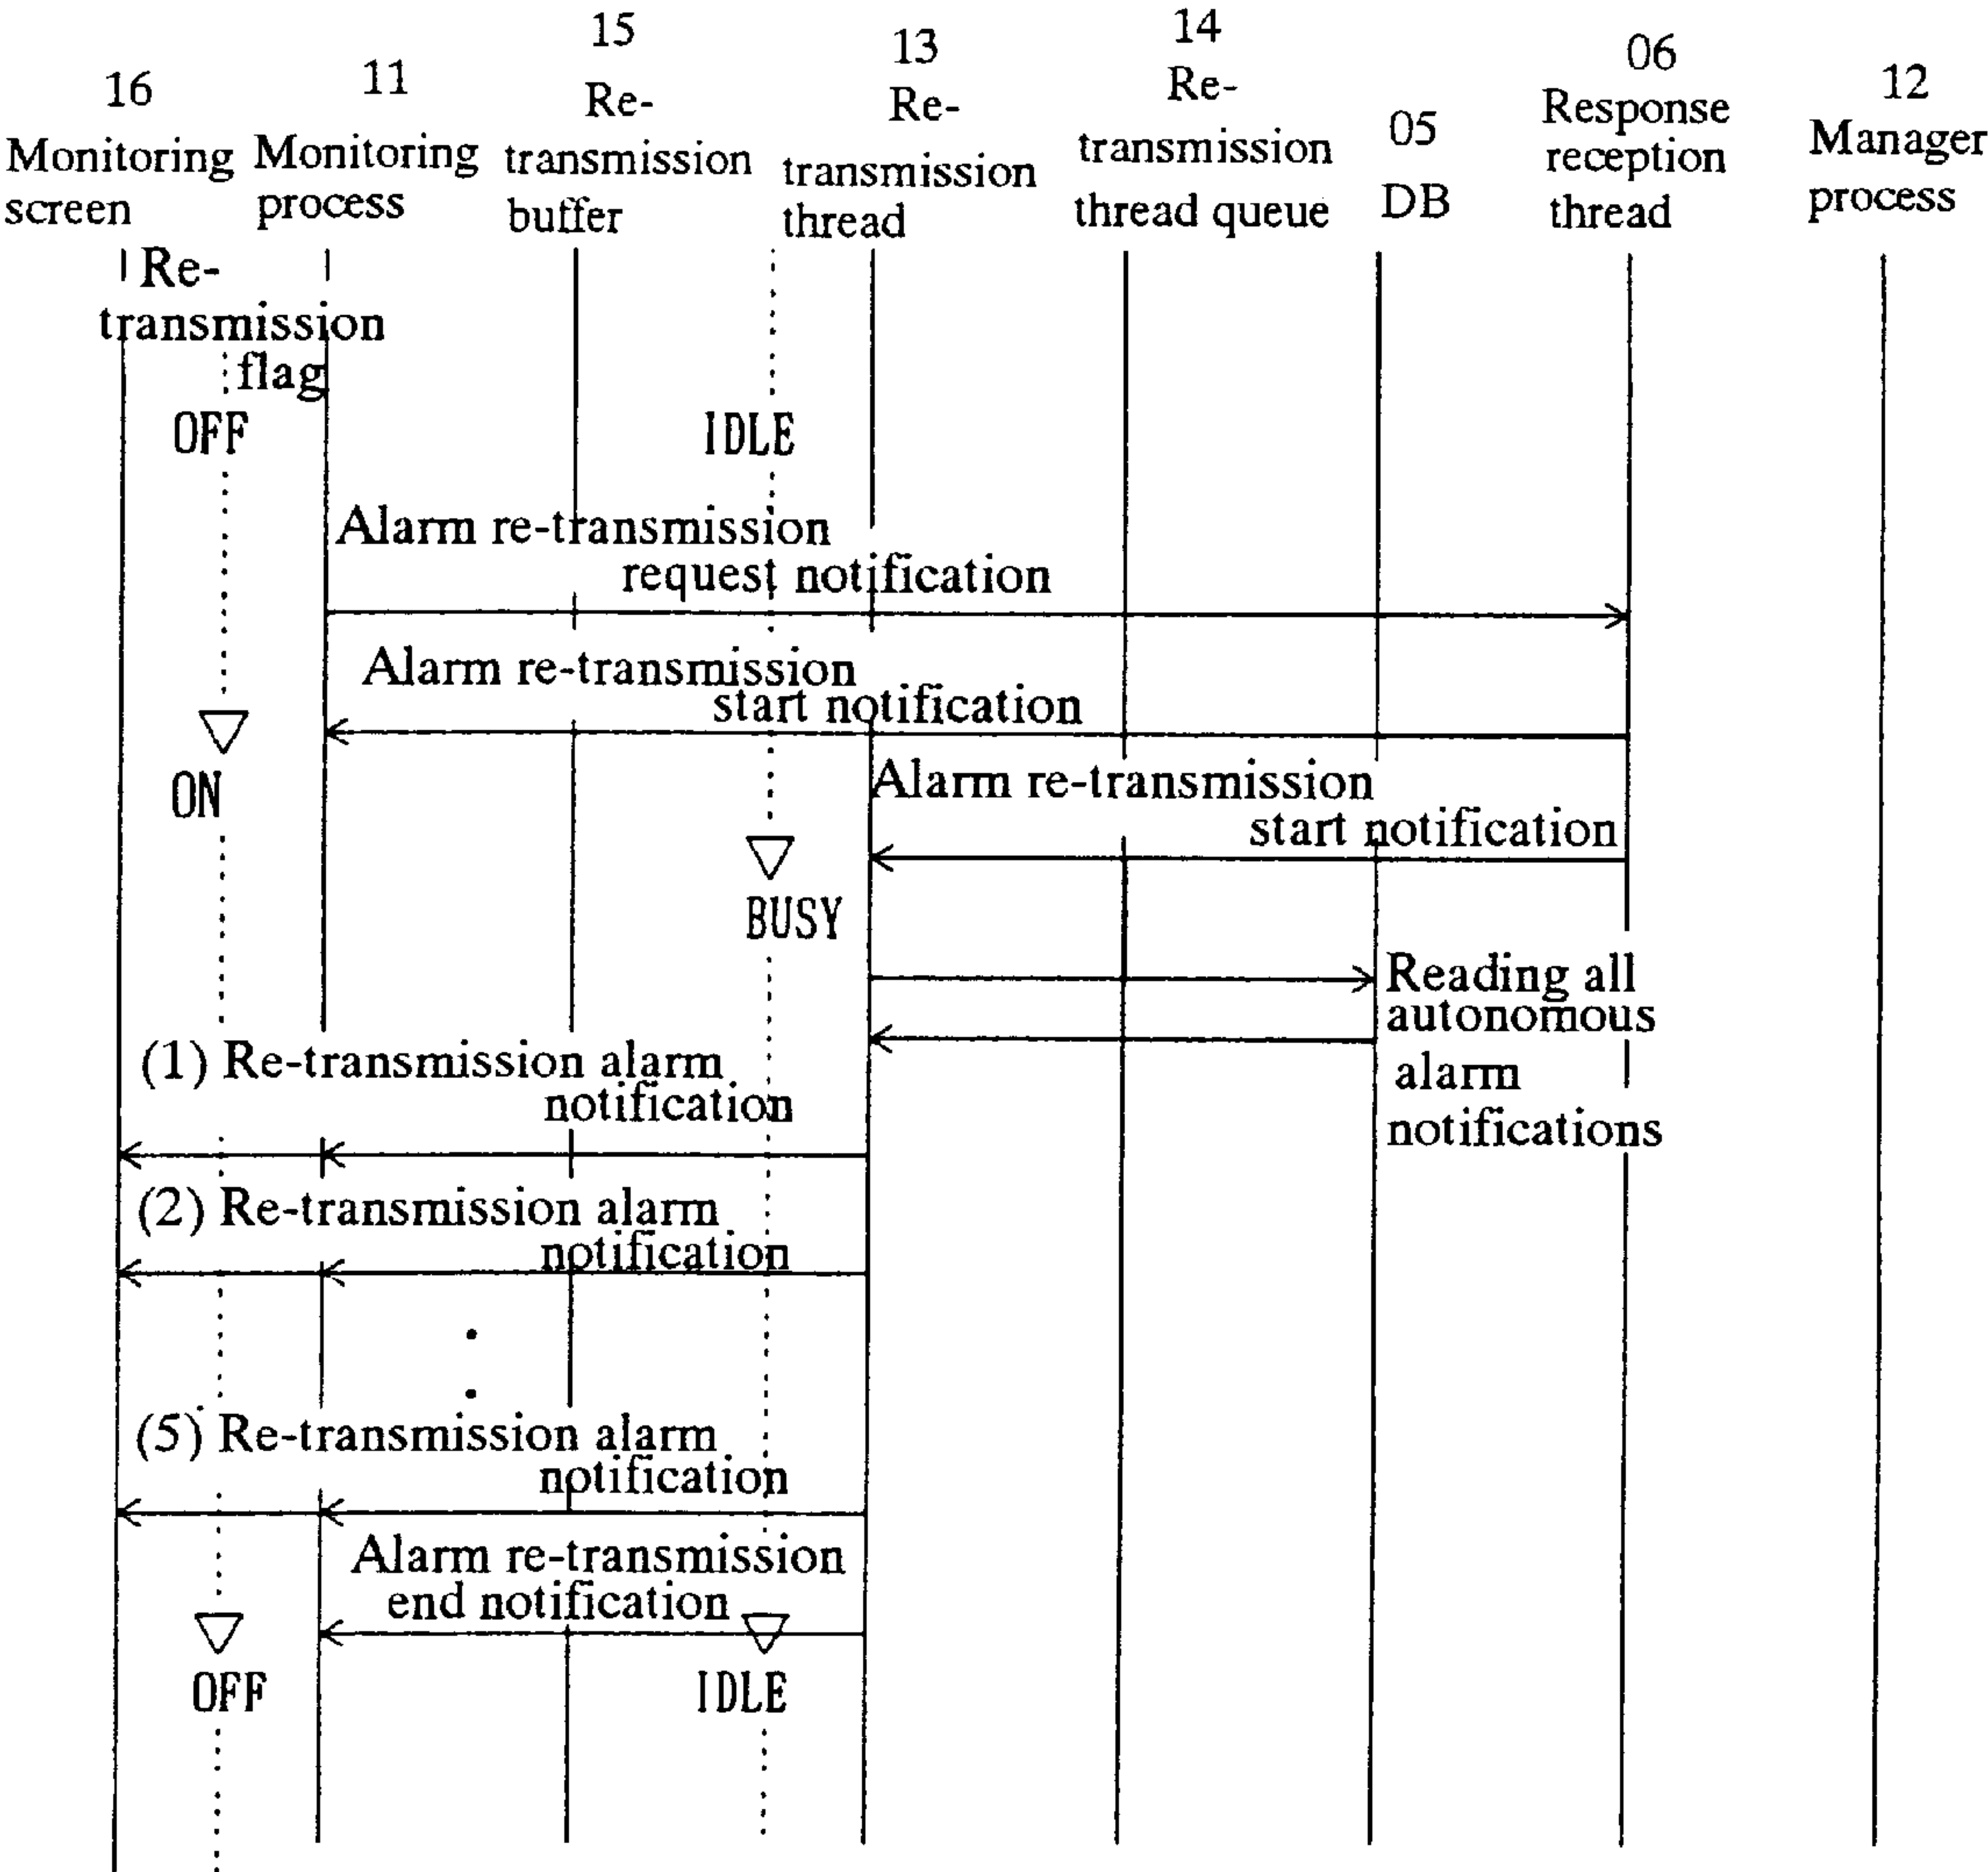 16
Monitoring
screen
11
Monitoring
process
15
Re-
transmission
buffer
13
Re-
transmission
thread
14
Re-
transmission
thread queue
05
DB
06
Response
reception
thread
12
Manager
process
Re-
transmission
flag
OFF
IDLE
Alarm re-transmission
request notification
Alarm re-transmission
start notification
ON
Alarm re-transmission
start notification
BUSY
Reading all
autonomous
alarm
notifications
(1) Re-transmission alarm
notification
(2) Re-transmission alarm
notification
(5) Re-transmission alarm
notification
Alarm re-transmission
end notification
OFF
IDLE